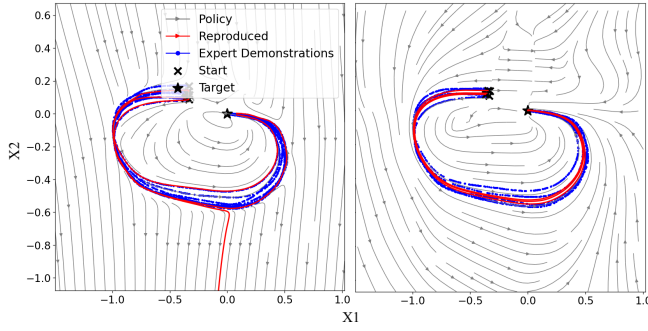 Policy
Reproduced
Expert Demonstrations
Start
Target
X2
0.6
0.4
0.2
0.0
−0.2
−0.4
−0.6
−0.8
−1.0
−1.0 −0.5 0.0 0.5 1.0
−1.0 −0.5 0.0 0.5 1.0
X1